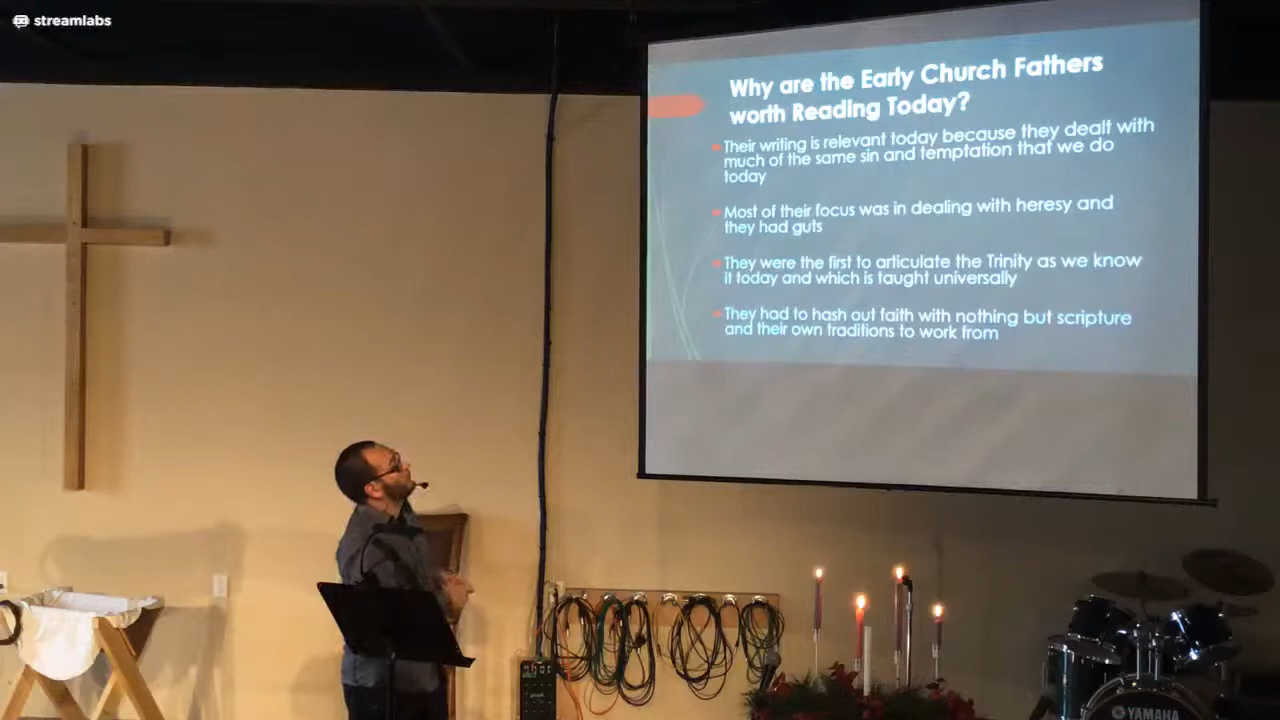 streamlabs
Why are the Early Church Fathers
worth Reading Today?
Their writing is relevant today because they dealt with
much of the same sin and temptation that we do
today
Most of their focus was in dealing with heresy and
they had guts
They were the first to articulate the Trinity as we know
it today and which is taught universally
They had to hash out faith with nothing but scripture
and their own traditions to work from
YAMAHA